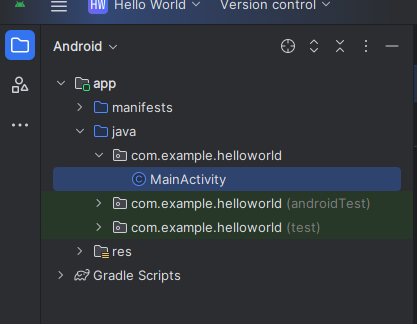 HW Hello World Version control
Android
app
manifests
java
com.example.helloworld
C MainActivity
com.example.helloworld (androidTest)
com.example.helloworld (test)
res
Gradle Scripts